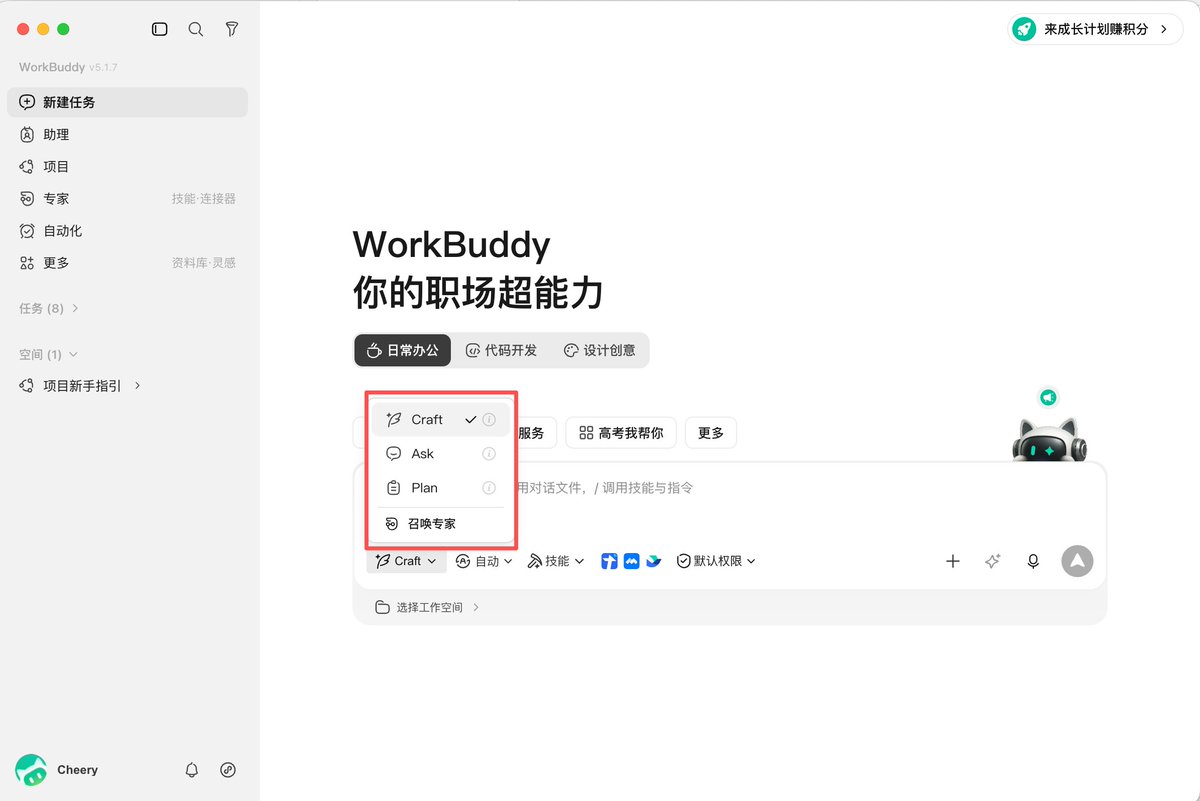 来成长计划赚积分
WorkBuddy v5.1.7
新建任务
助理
项目
专家 技能·连接器
自动化
更多 资料库·灵感
任务 (8)
空间 (1)
项目新手指引
WorkBuddy
你的职场超能力
日常办公 代码开发 设计创意
服务 高考我帮你 更多
Craft
Ask
Plan
召唤专家
用对话文件, / 调用技能与指令
Craft 自动 技能 默认权限
选择工作空间
Cheery